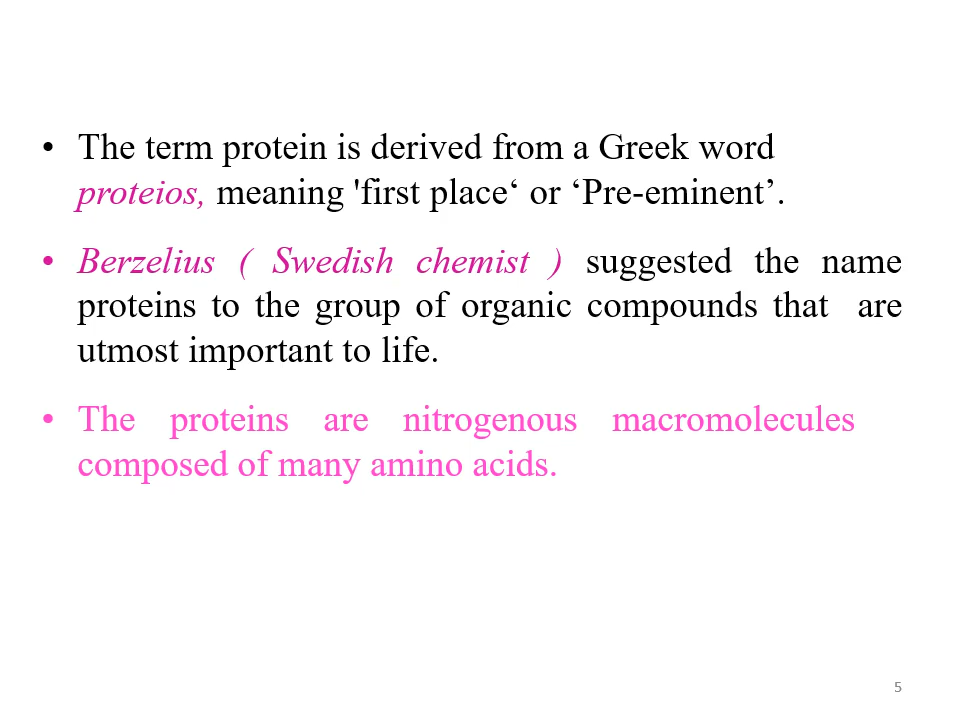 • The term protein is derived from a Greek word
proteios, meaning 'first place‘ or ‘Pre-eminent’.
• Berzelius ( Swedish chemist ) suggested the name
proteins to the group of organic compounds that are
utmost important to life.
• The proteins are nitrogenous macromolecules
composed of many amino acids.
5